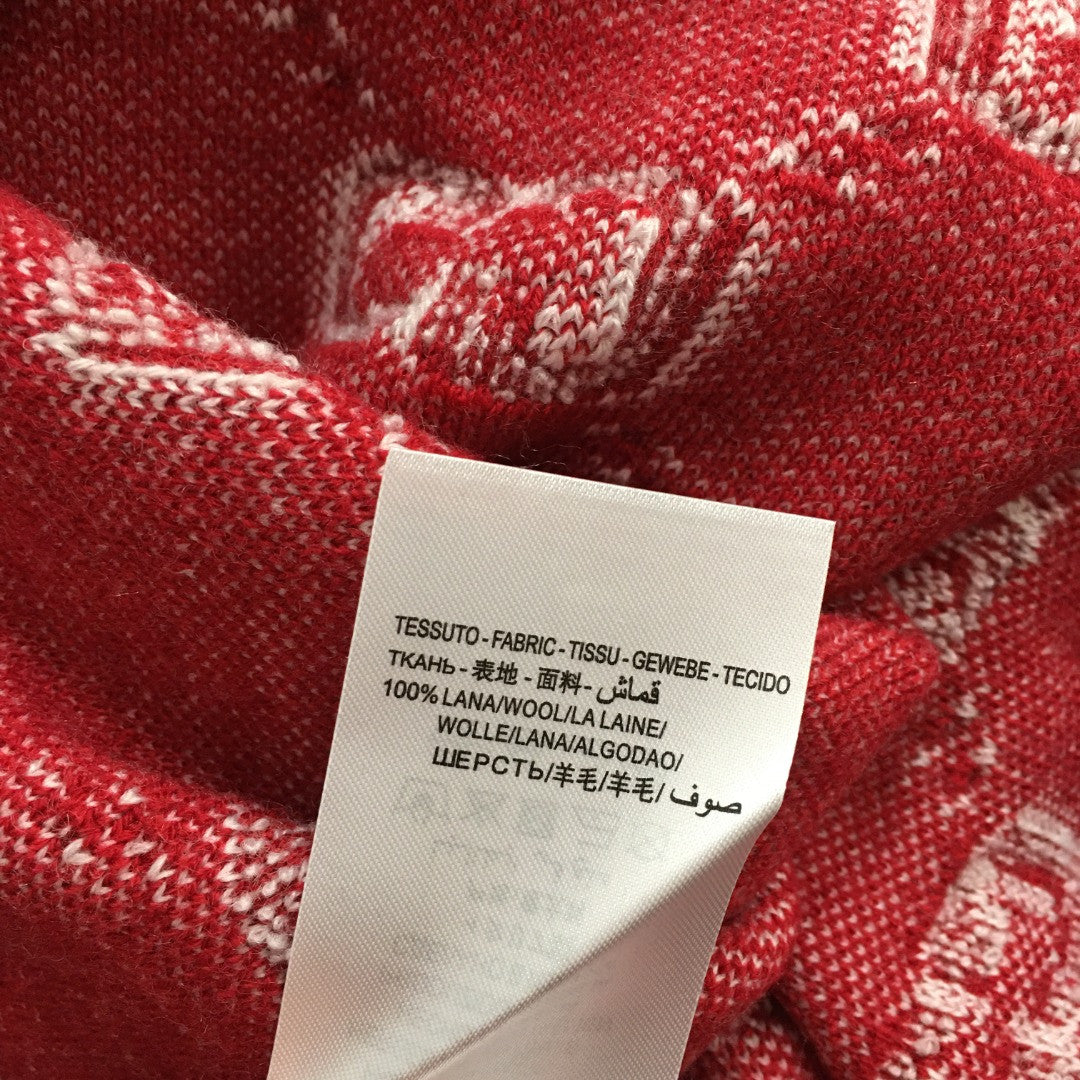 TESSUTO - FABRIC - TISSU - GEWEBE - TECIDO
ТКАНЬ - 表地 - 面料 - قماش
100% LANA/WOOL/LA LAINE/
WOLLE/LANA/ALGODAO/
ШЕРСТЬ/羊毛/羊毛/ صوف